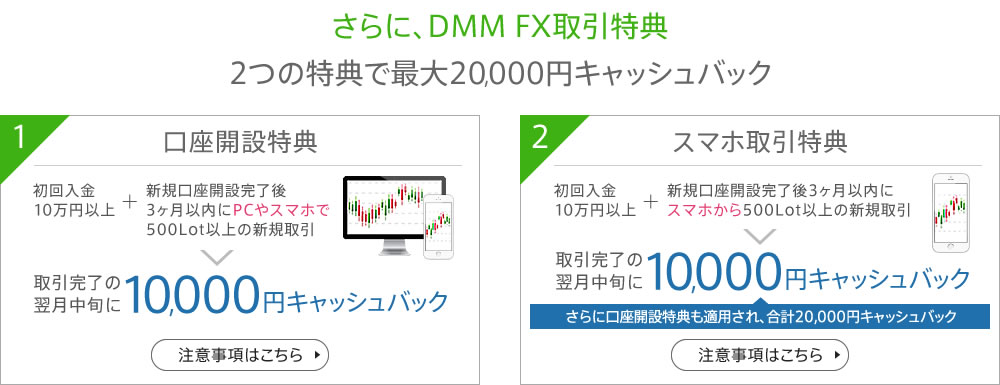 さらに、DMM FX取引特典
2つの特典で最大20,000円キャッシュバック
1
口座開設特典
初回入金
10万円以上
+
新規口座開設完了後
3ヶ月以内にPCやスマホで
500Lot以上の新規取引
取引完了の
翌月中旬に
10,000円キャッシュバック
注意事項はこちら
2
スマホ取引特典
初回入金
10万円以上
+
新規口座開設完了後3ヶ月以内に
スマホから500Lot以上の新規取引
取引完了の
翌月中旬に
10,000円キャッシュバック
さらに口座開設特典も適用され、合計20,000円キャッシュバック
注意事項はこちら